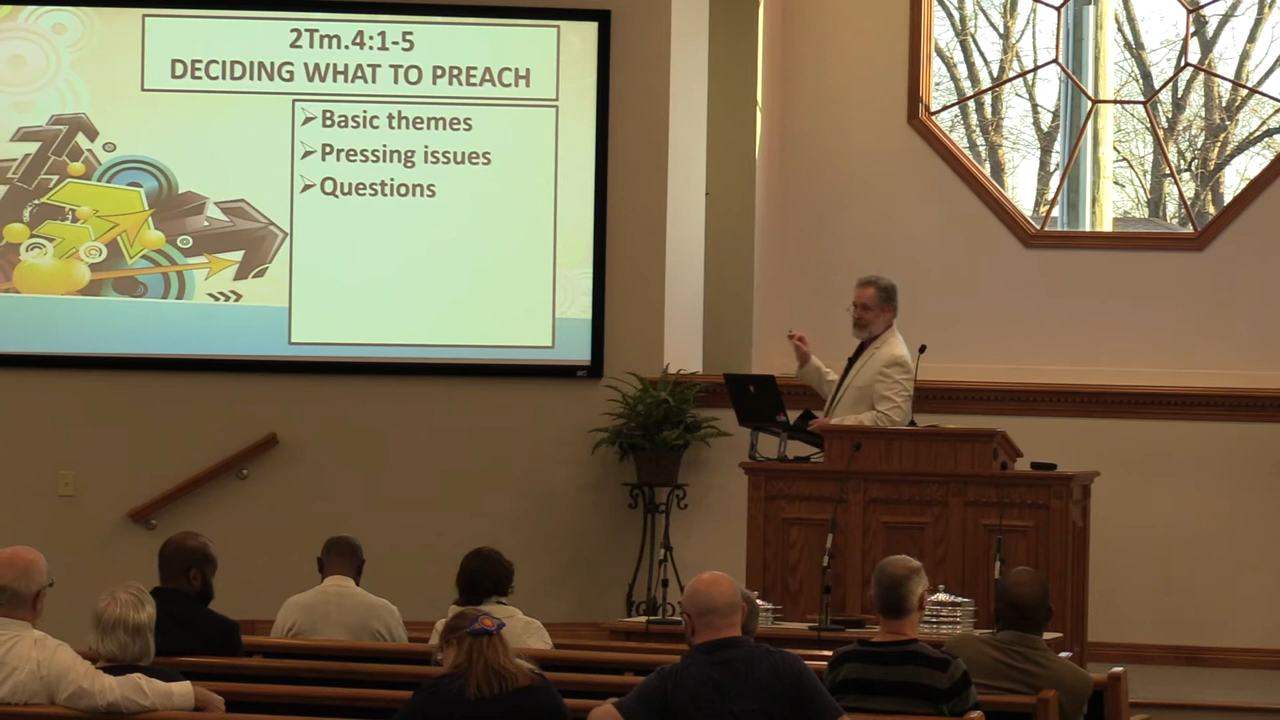 2Tm.4:1-5
DECIDING WHAT TO PREACH
➢Basic themes
➢Pressing issues
➢Questions